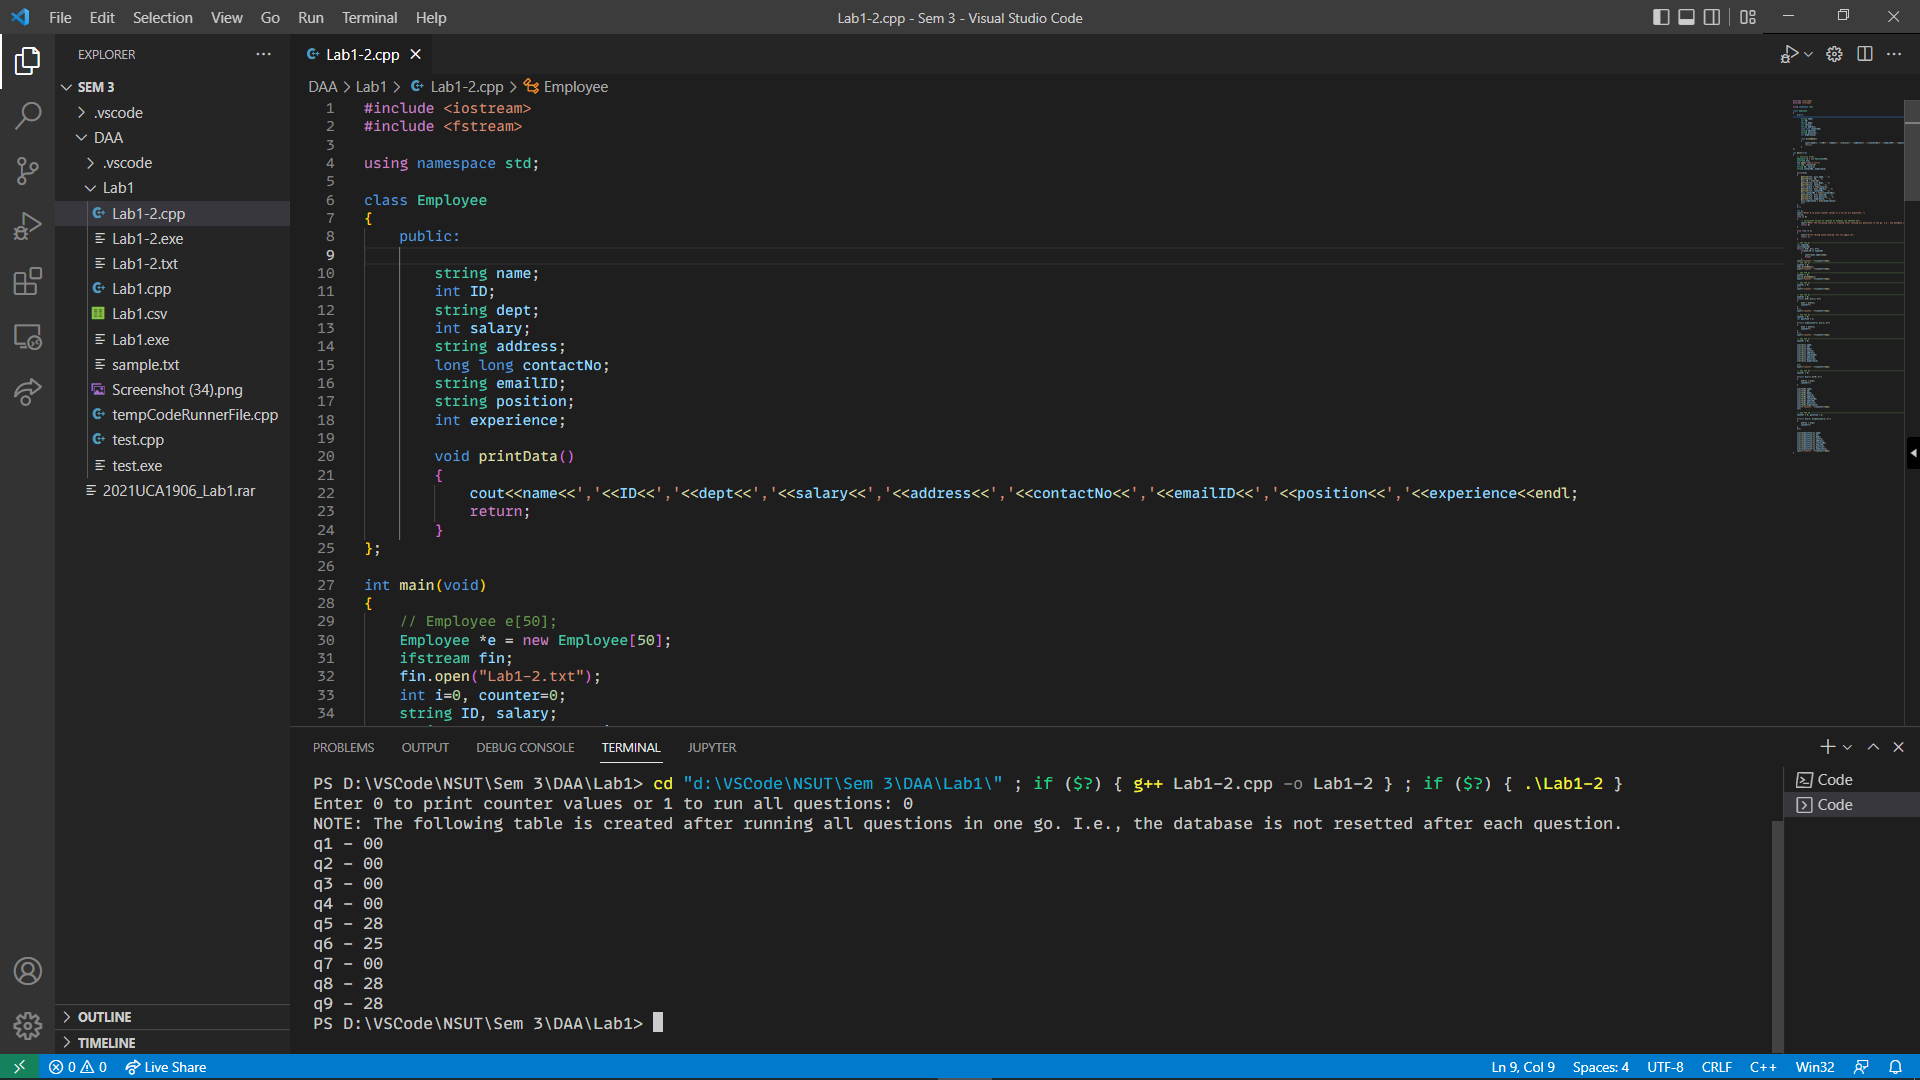 File Edit Selection View Go Run Terminal Help
Lab1-2.cpp - Sem 3 - Visual Studio Code
EXPLORER
SEM 3
.vscode
DAA
.vscode
Lab1
Lab1-2.cpp
Lab1-2.exe
Lab1-2.txt
Lab1.cpp
Lab1.csv
Lab1.exe
sample.txt
Screenshot (34).png
tempCodeRunnerFile.cpp
test.cpp
test.exe
2021UCA1906_Lab1.rar
OUTLINE
TIMELINE
Lab1-2.cpp
DAA > Lab1 > Lab1-2.cpp > Employee
1 #include <iostream>
2 #include <fstream>
3
4 using namespace std;
5
6 class Employee
7 {
8 public:
9
10 string name;
11 int ID;
12 string dept;
13 int salary;
14 string address;
15 long long contactNo;
16 string emailID;
17 string position;
18 int experience;
19
20 void printData()
21 {
22 cout<<name<<','<<ID<<','<<dept<<','<<salary<<','<<address<<','<<contactNo<<','<<emailID<<','<<position<<','<<experience<<endl;
23 return;
24 }
25 };
26
27 int main(void)
28 {
29 // Employee e[50];
30 Employee *e = new Employee[50];
31 ifstream fin;
32 fin.open("Lab1-2.txt");
33 int i=0, counter=0;
34 string ID, salary;
PROBLEMS OUTPUT DEBUG CONSOLE TERMINAL JUPYTER
PS D:\VSCode\NSUT\Sem 3\DAA\Lab1> cd "d:\VSCode\NSUT\Sem 3\DAA\Lab1\" ; if ($?) { g++ Lab1-2.cpp -o Lab1-2 } ; if ($?) { .\Lab1-2 }
Enter 0 to print counter values or 1 to run all questions: 0
NOTE: The following table is created after running all questions in one go. I.e., the database is not resetted after each question.
q1 - 00
q2 - 00
q3 - 00
q4 - 00
q5 - 28
q6 - 25
q7 - 00
q8 - 28
q9 - 28
PS D:\VSCode\NSUT\Sem 3\DAA\Lab1>
Code
Code
0 0 Live Share
Ln 9, Col 9 Spaces: 4 UTF-8 CRLF C++ Win32